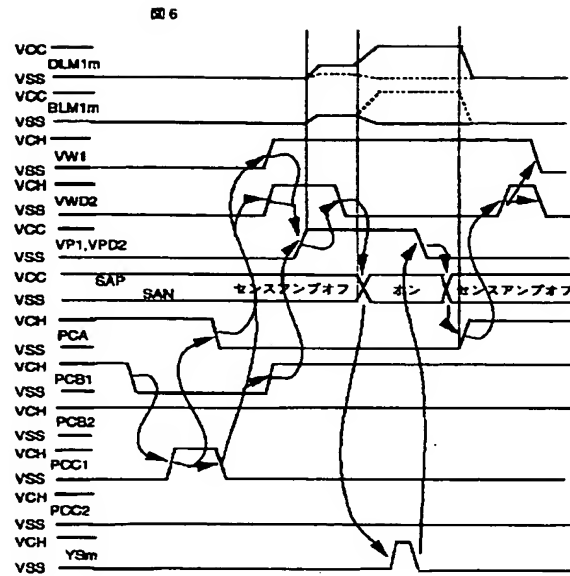 図6
VCC
DLM1m
VSS
VCC
BLM1m
VSS
VCH
VW1
VSS
VCH
VWD2
VSS
VCC
VP1,VPD2
VSS
VCC
SAP
SAN
VSS
センスアンプオフ
オン
センスアンプオフ
VCH
PCA
VSS
VCH
PCB1
VSS
VCH
PCB2
VSS
VCH
PCC1
VSS
VCH
PCC2
VSS
VCH
YSm
VSS